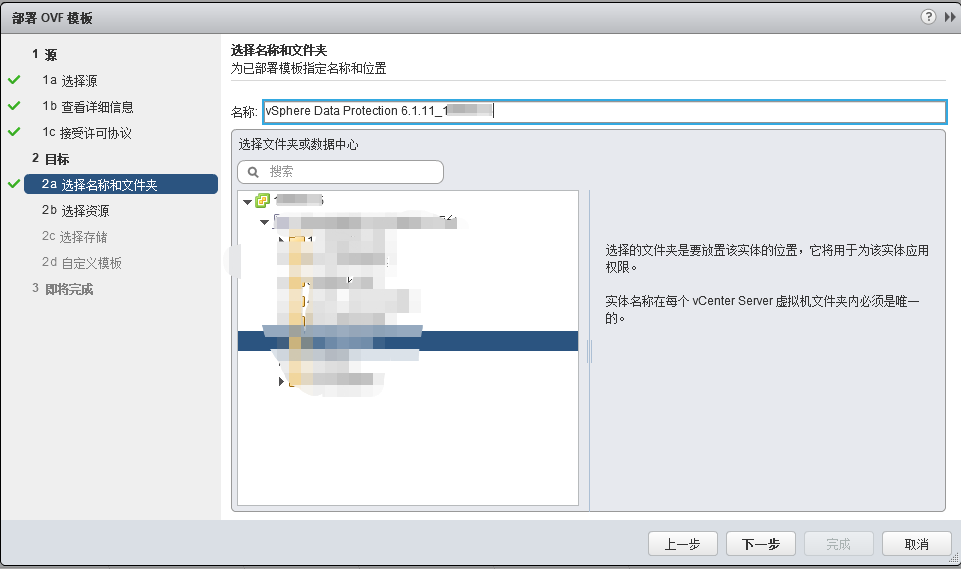 部署 OVF 模板
1 源
1a 选择源
1b 查看详细信息
1c 接受许可协议
2 目标
2a 选择名称和文件夹
2b 选择资源
2c 选择存储
2d 自定义模板
3 即将完成
选择名称和文件夹
为已部署模板指定名称和位置
名称: vSphere Data Protection 6.1.11_1
选择文件夹或数据中心
搜索
选择的文件夹是要放置该实体的位置，它将用于为该实体应用
权限。
实体名称在每个 vCenter Server 虚拟机文件夹内必须是唯一
的。
上一步
下一步
完成
取消